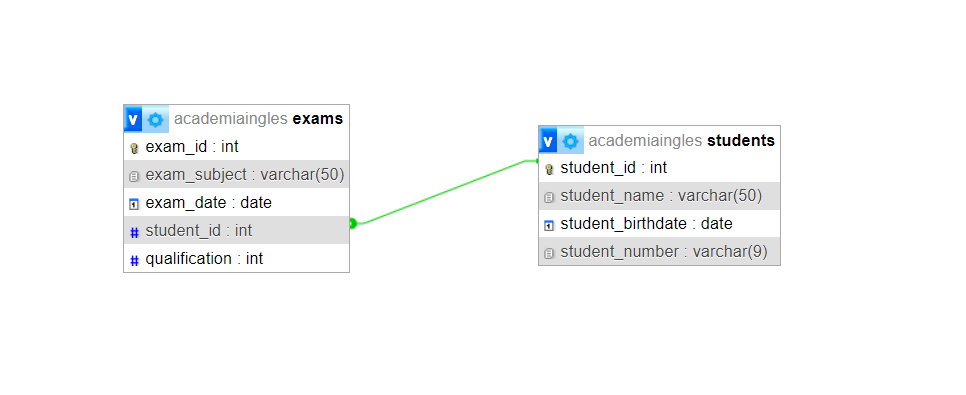 v academiaingles exams
exam_id : int
exam_subject : varchar(50)
exam_date : date
# student_id : int
# qualification : int
v academiaingles students
student_id : int
student_name : varchar(50)
student_birthdate : date
student_number : varchar(9)